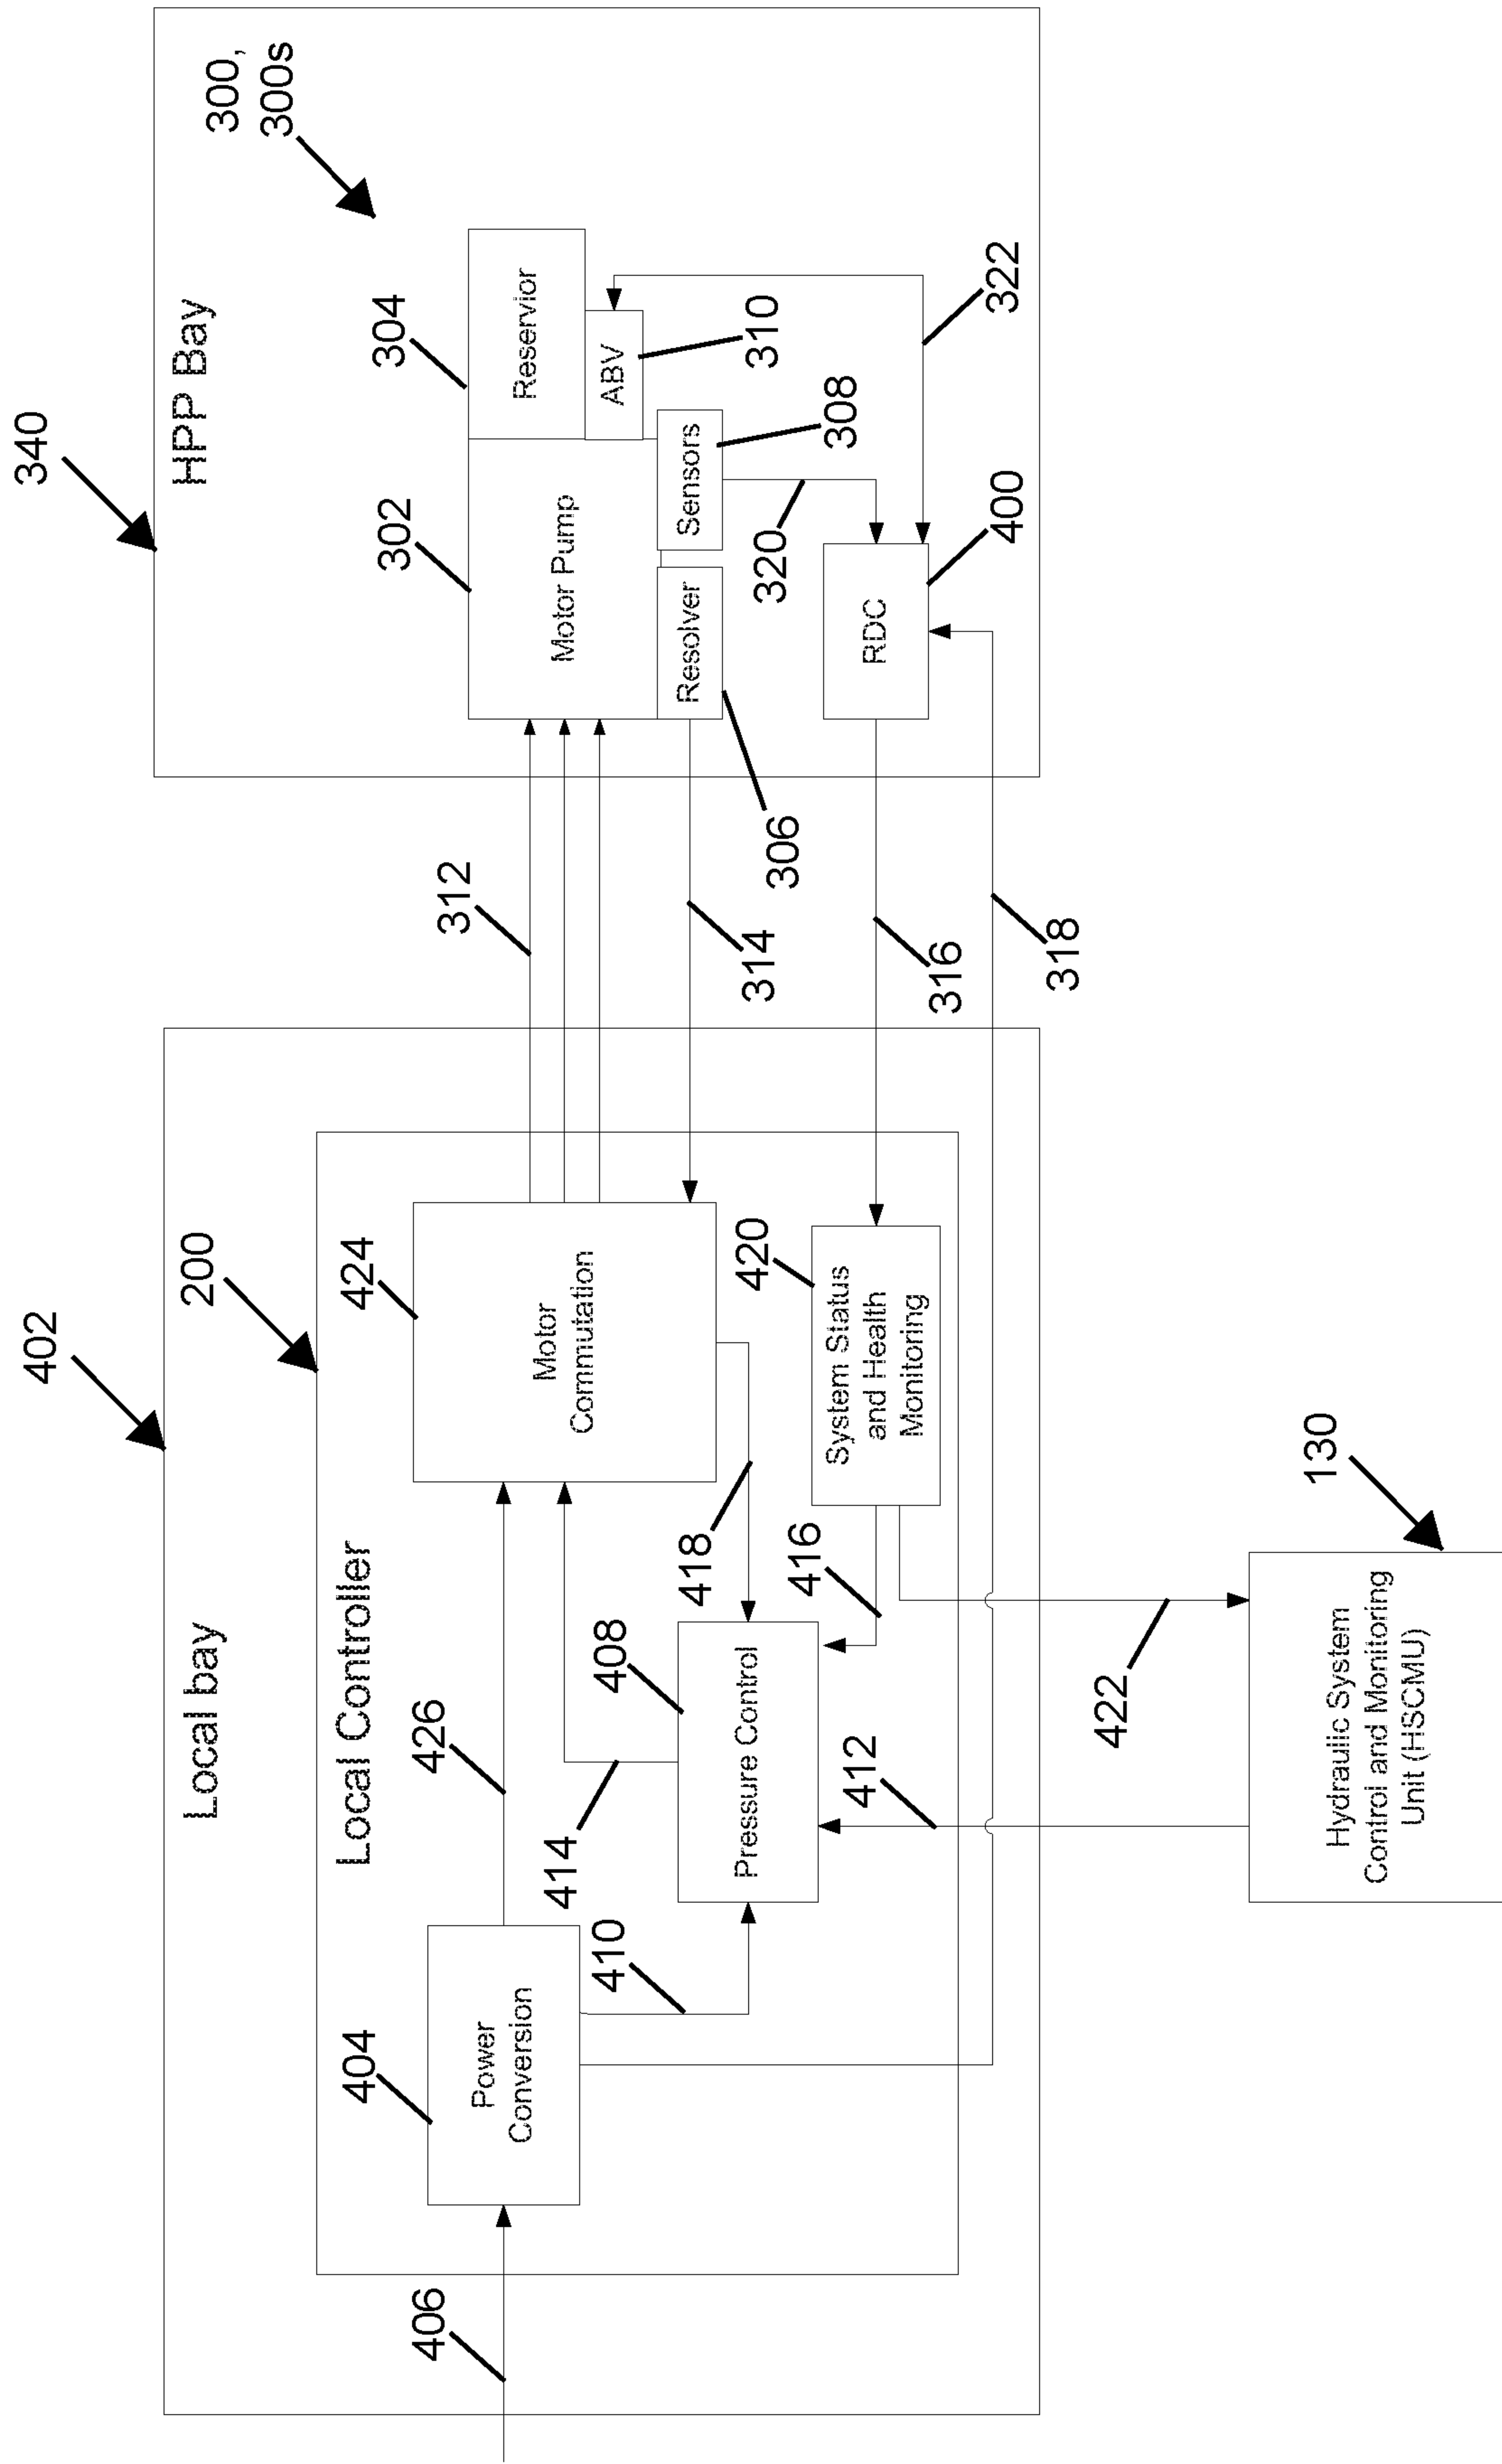 402
Local bay
200
Local Controller
406
404
Power
Conversion
426
424
Motor
Commutation
414
410
408
Pressure Control
418
416
420
System Status
and Health
Monitoring
412
422
130
Hydraulic System
Control and Monitoring
Unit (HSCMU)
312
314
316
318
340
HPP Bay
300,
300s
302
Motor Pump
304
Reservior
ABV
310
Sensors
308
Resolver
306
320
322
RDC
400